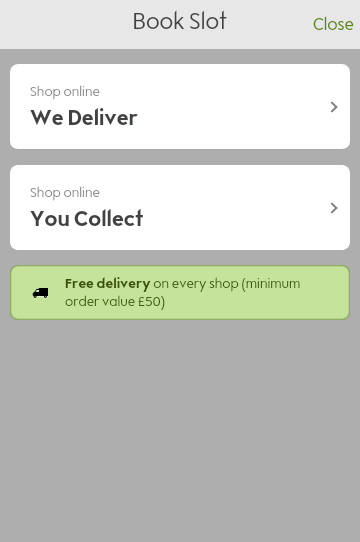 Book Slot
Close
Shop online
We Deliver
Shop online
You Collect
Free delivery on every shop (minimum
order value £50)